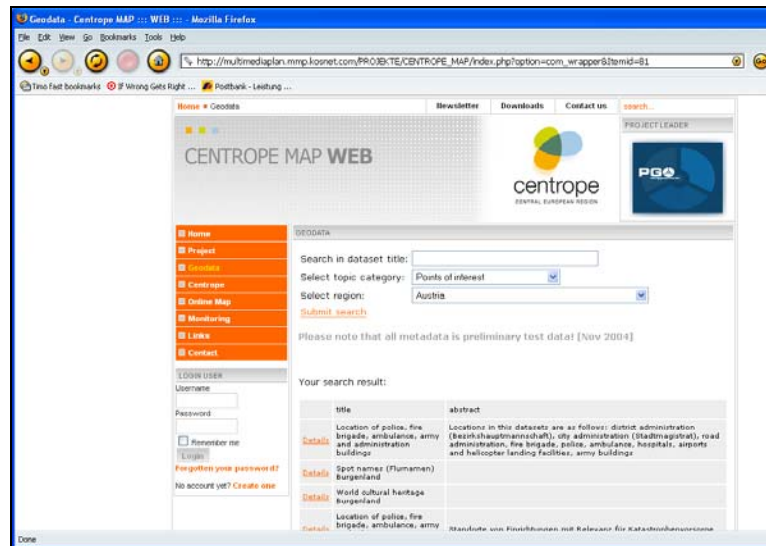 Geodata - Centrope MAP ::: WEB ::: - Mozilla Firefox
File Edit View Go Bookmarks Tools Help
http://multimediaplan.mmp.kosnet.com/PROJEKTE/CENTROPE_MAP/index.php?option=com_wrapper&Itemid=81
Go
Timo fast bookmarks If Wrong Gets Right ... Postbank - Leistung ...
Home Geodata
Newsletter Downloads Contact us search...
PROJECT LEADER
CENTROPE MAP WEB
PGO
centrope
CENTRAL EUROPEAN REGION
Home
Project
Geodata
Centrope
Online Map
Monitoring
Links
Contact
LOGIN USER
Username
Password
Remember me
Login
Forgotten your password?
No account yet? Create one
GEODATA
Search in dataset title:
Select topic category: Points of interest
Select region: Austria
Submit search
Please note that all metadata is preliminary test data! [Nov 2004]
Your search result:
title abstract
Details
Location of police, fire
brigade, ambulance, army
and administration
buildings
Locations in this datasets are as follows: district administration
(Bezirkshauptmannschaft), city administration (Stadtmagistrat), road
administration, fire brigade, police, ambulance, hospitals, airports
and helicopter landing facilities, army buildings
Details
Spot names (Flurnamen)
Burgenland
Details
World cultural heritage
Burgenland
Details
Location of police, fire
brigade, ambulance, army
Standorte von Einrichtungen mit Relevanz für Katastrophenvorsorge
Done